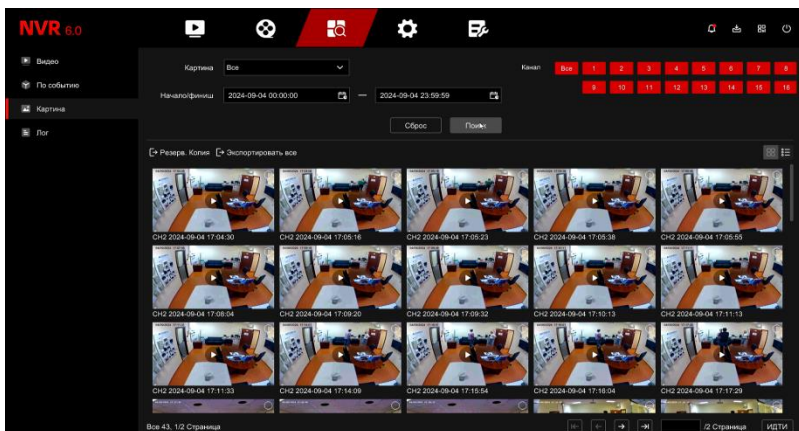 NVR 6.0
Видео
По событию
Картина
Лог
Картина Все
Канал Все 1 2 3 4 5 6 7 8
9 10 11 12 13 14 15 16
Начало/финиш 2024-09-04 00:00:00 — 2024-09-04 23:59:59
Сброс Поиск
Резерв. Копия Экспортировать все
CH2 2024-09-04 17:04:30 CH2 2024-09-04 17:05:16 CH2 2024-09-04 17:05:23 CH2 2024-09-04 17:05:36 CH2 2024-09-04 17:05:55
CH2 2024-09-04 17:08:04 CH2 2024-09-04 17:09:20 CH2 2024-09-04 17:09:32 CH2 2024-09-04 17:10:13 CH2 2024-09-04 17:11:13
CH2 2024-09-04 17:11:33 CH2 2024-09-04 17:14:09 CH2 2024-09-04 17:15:54 CH2 2024-09-04 17:16:04 CH2 2024-09-04 17:17:29
Все 43, 1/2 Страница /2 Страница ИДТИ